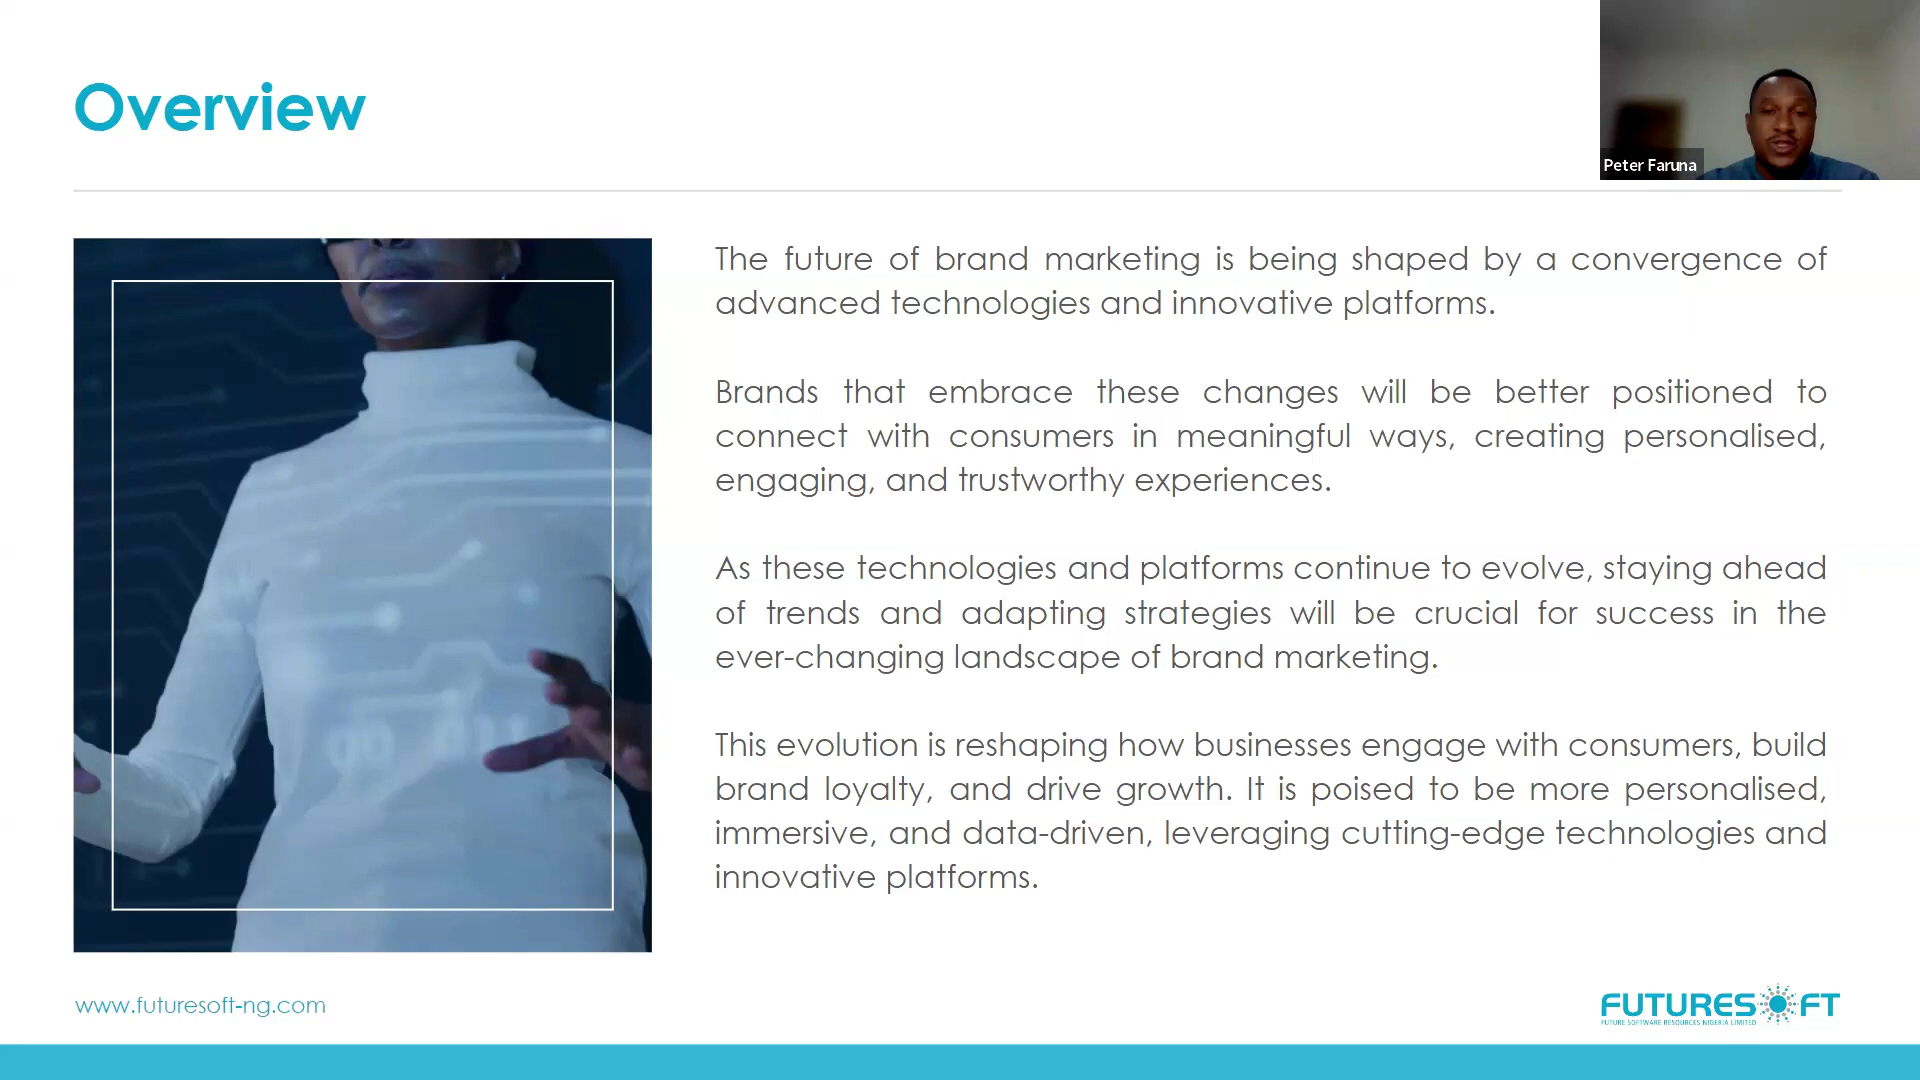 Overview
Peter Faruna
The future of brand marketing is being shaped by a convergence of
advanced technologies and innovative platforms.
Brands that embrace these changes will be better positioned to
connect with consumers in meaningful ways, creating personalised,
engaging, and trustworthy experiences.
As these technologies and platforms continue to evolve, staying ahead
of trends and adapting strategies will be crucial for success in the
ever-changing landscape of brand marketing.
This evolution is reshaping how businesses engage with consumers, build
brand loyalty, and drive growth. It is poised to be more personalised,
immersive, and data-driven, leveraging cutting-edge technologies and
innovative platforms.
www.futuresoft-ng.com
FUTURESOFT
FUTURE SOFTWARE RESOURCES NIGERIA LIMITED